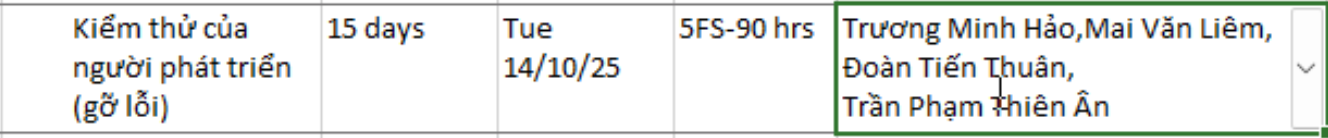 Kiểm thử của người phát triển (gỡ lỗi)
15 days
Tue 14/10/25
5FS-90 hrs
Trương Minh Hảo,Mai Văn Liêm,
Đoàn Tiến Thuân,
Trần Phạm Thiên Ân